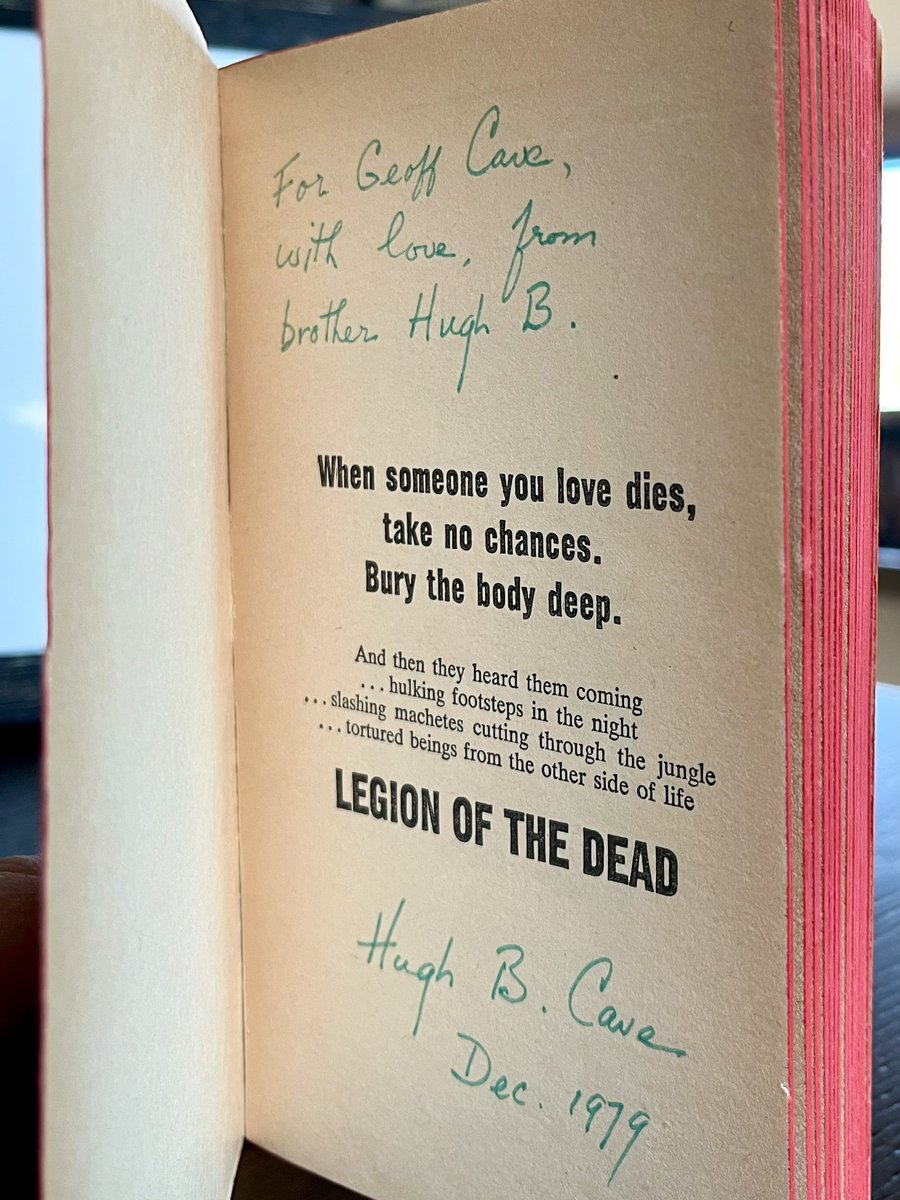 For Geoff Cave,
with love, from
brother Hugh B.
When someone you love dies,
take no chances.
Bury the body deep.
And then they heard them coming
...hulking footsteps in the night
...slashing machetes cutting through the jungle
...tortured beings from the other side of life
LEGION OF THE DEAD
Hugh B. Cave
Dec. 1979